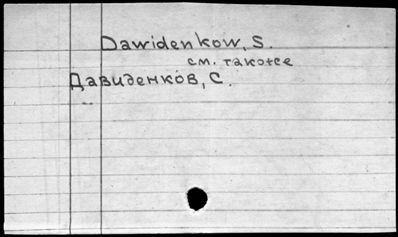 Dawidenkow, S.
см. также
Давиденков, С.